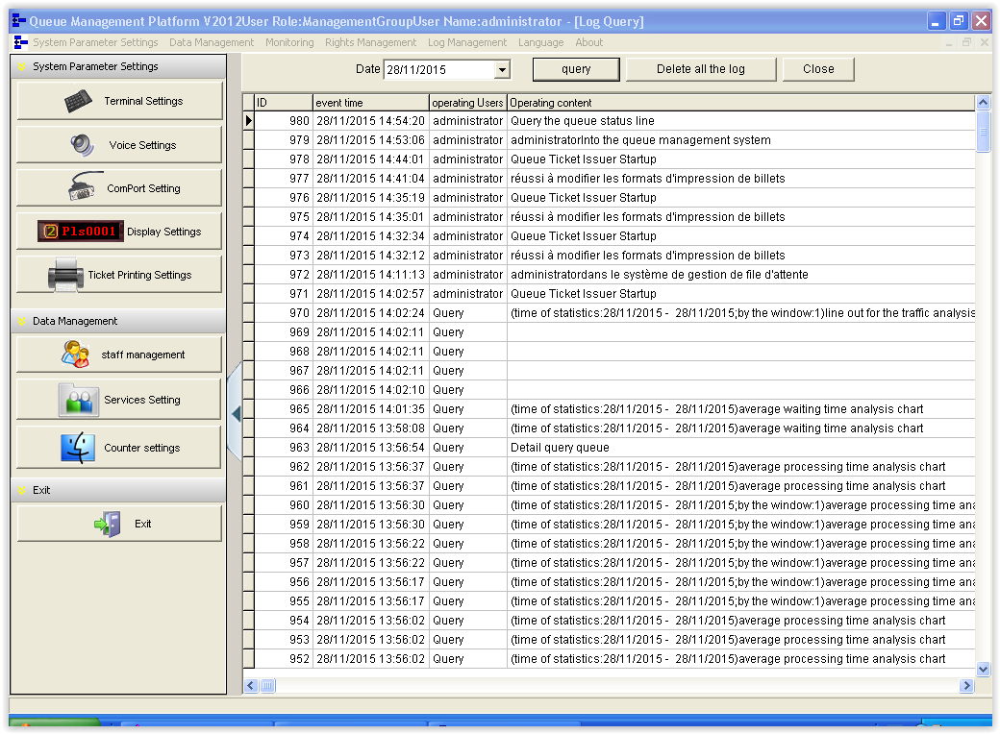 Queue Management Platform V2012User Role:ManagementGroupUser Name:administrator - [Log Query]
System Parameter Settings Data Management Monitoring Rights Management Log Management Language About
System Parameter Settings
Terminal Settings
Voice Settings
ComPort Setting
2 P1s0001 Display Settings
Ticket Printing Settings
Data Management
staff management
Services Setting
Counter settings
Exit
Exit
Date 28/11/2015 query Delete all the log Close
ID event time operating Users Operating content
980 28/11/2015 14:54:20 administrator Query the queue status line
979 28/11/2015 14:53:06 administrator administratorInto the queue management system
978 28/11/2015 14:44:01 administrator Queue Ticket Issuer Startup
977 28/11/2015 14:41:04 administrator réussi à modifier les formats d'impression de billets
976 28/11/2015 14:35:19 administrator Queue Ticket Issuer Startup
975 28/11/2015 14:35:01 administrator réussi à modifier les formats d'impression de billets
974 28/11/2015 14:32:34 administrator Queue Ticket Issuer Startup
973 28/11/2015 14:32:12 administrator réussi à modifier les formats d'impression de billets
972 28/11/2015 14:11:13 administrator administratordans le système de gestion de file d'attente
971 28/11/2015 14:02:57 administrator Queue Ticket Issuer Startup
970 28/11/2015 14:02:24 Query (time of statistics:28/11/2015 - 28/11/2015;by the window:1)line out for the traffic analysis
969 28/11/2015 14:02:11 Query
968 28/11/2015 14:02:11 Query
967 28/11/2015 14:02:11 Query
966 28/11/2015 14:02:10 Query
965 28/11/2015 14:01:35 Query (time of statistics:28/11/2015 - 28/11/2015)average waiting time analysis chart
964 28/11/2015 13:58:08 Query (time of statistics:28/11/2015 - 28/11/2015)average waiting time analysis chart
963 28/11/2015 13:56:54 Query Detail query queue
962 28/11/2015 13:56:37 Query (time of statistics:28/11/2015 - 28/11/2015)average processing time analysis chart
961 28/11/2015 13:56:37 Query (time of statistics:28/11/2015 - 28/11/2015)average processing time analysis chart
960 28/11/2015 13:56:30 Query (time of statistics:28/11/2015 - 28/11/2015;by the window:1)average processing time ana
959 28/11/2015 13:56:30 Query (time of statistics:28/11/2015 - 28/11/2015;by the window:1)average processing time ana
958 28/11/2015 13:56:22 Query (time of statistics:28/11/2015 - 28/11/2015;by the window:1)average processing time ana
957 28/11/2015 13:56:22 Query (time of statistics:28/11/2015 - 28/11/2015;by the window:1)average processing time ana
956 28/11/2015 13:56:17 Query (time of statistics:28/11/2015 - 28/11/2015;by the window:1)average processing time ana
955 28/11/2015 13:56:17 Query (time of statistics:28/11/2015 - 28/11/2015;by the window:1)average processing time ana
954 28/11/2015 13:56:02 Query (time of statistics:28/11/2015 - 28/11/2015)average processing time analysis chart
953 28/11/2015 13:56:02 Query (time of statistics:28/11/2015 - 28/11/2015)average processing time analysis chart
952 28/11/2015 13:56:02 Query (time of statistics:28/11/2015 - 28/11/2015)average processing time analysis chart